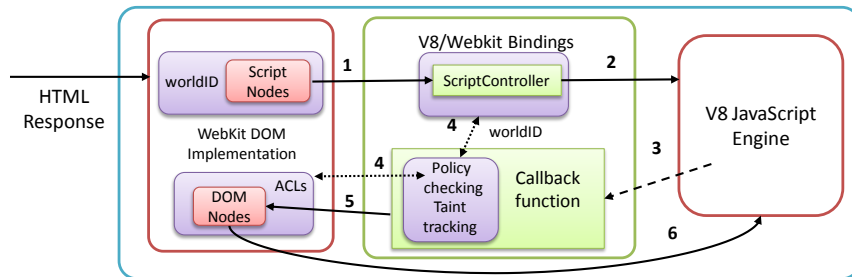 HTML
Response
worldID
Script
Nodes
WebKit DOM
Implementation
ACLs
DOM
Nodes
1
V8/Webkit Bindings
ScriptController
4
worldID
4
Policy
checking
Taint
tracking
Callback
function
5
2
3
V8 JavaScript
Engine
6